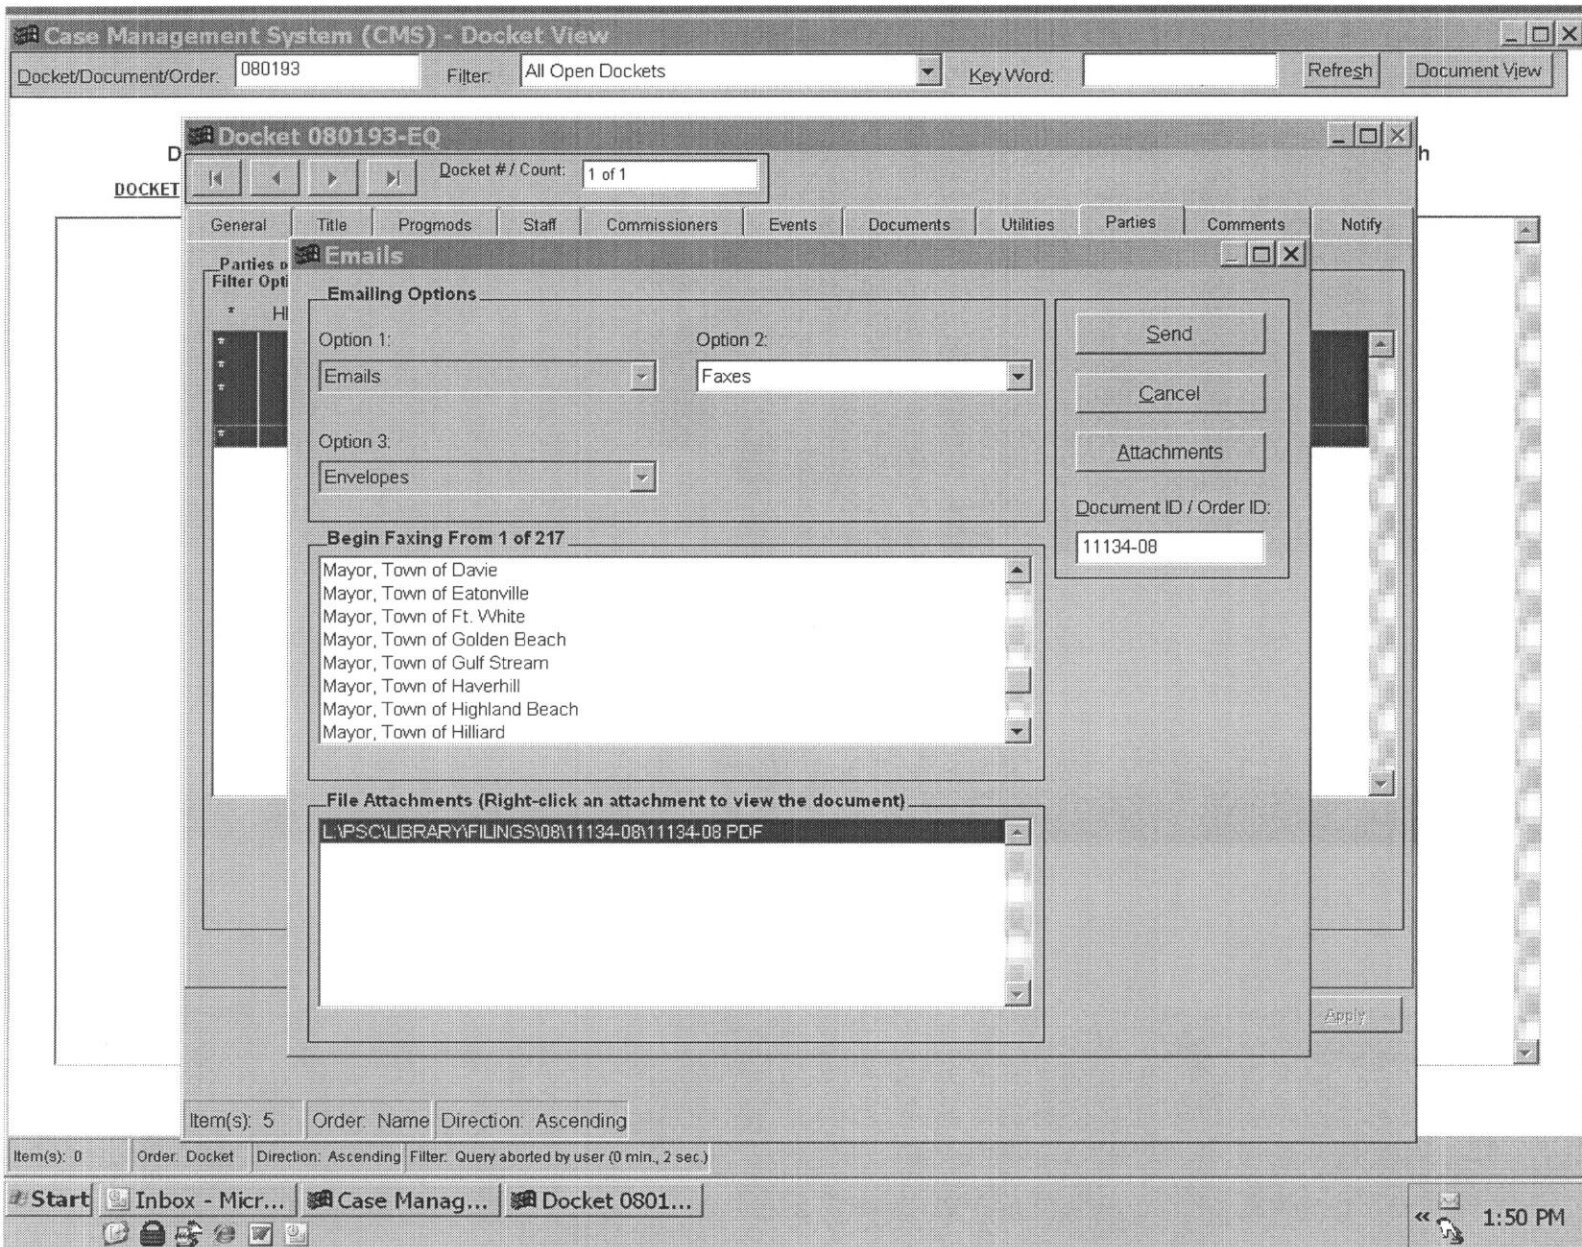 Case Management System (CMS) - Docket View
Docket/Document/Order: 080193 Filter: All Open Dockets Key Word: Refresh Document View
Docket 080193-EQ
D h
Docket # / Count: 1 of 1
DOCKET
General Title Progmods Staff Commissioners Events Documents Utilities Parties Comments Notify
Emails
Parties o
Filter Opti
* HI
Emailing Options
Option 1: Option 2:
Emails Faxes
Option 3:
Envelopes
Send
Cancel
Attachments
Document ID / Order ID:
11134-08
Begin Faxing From 1 of 217
Mayor, Town of Davie
Mayor, Town of Eatonville
Mayor, Town of Ft. White
Mayor, Town of Golden Beach
Mayor, Town of Gulf Stream
Mayor, Town of Haverhill
Mayor, Town of Highland Beach
Mayor, Town of Hilliard
File Attachments (Right-click an attachment to view the document)
L:\PSC\LIBRARY\FILINGS\08\11134-08\11134-08.PDF
Apply
Item(s): 5 Order: Name Direction: Ascending
Item(s): 0 Order: Docket Direction: Ascending Filter: Query aborted by user (0 min., 2 sec.)
Start Inbox - Micr... Case Manag... Docket 0801...
« 1:50 PM